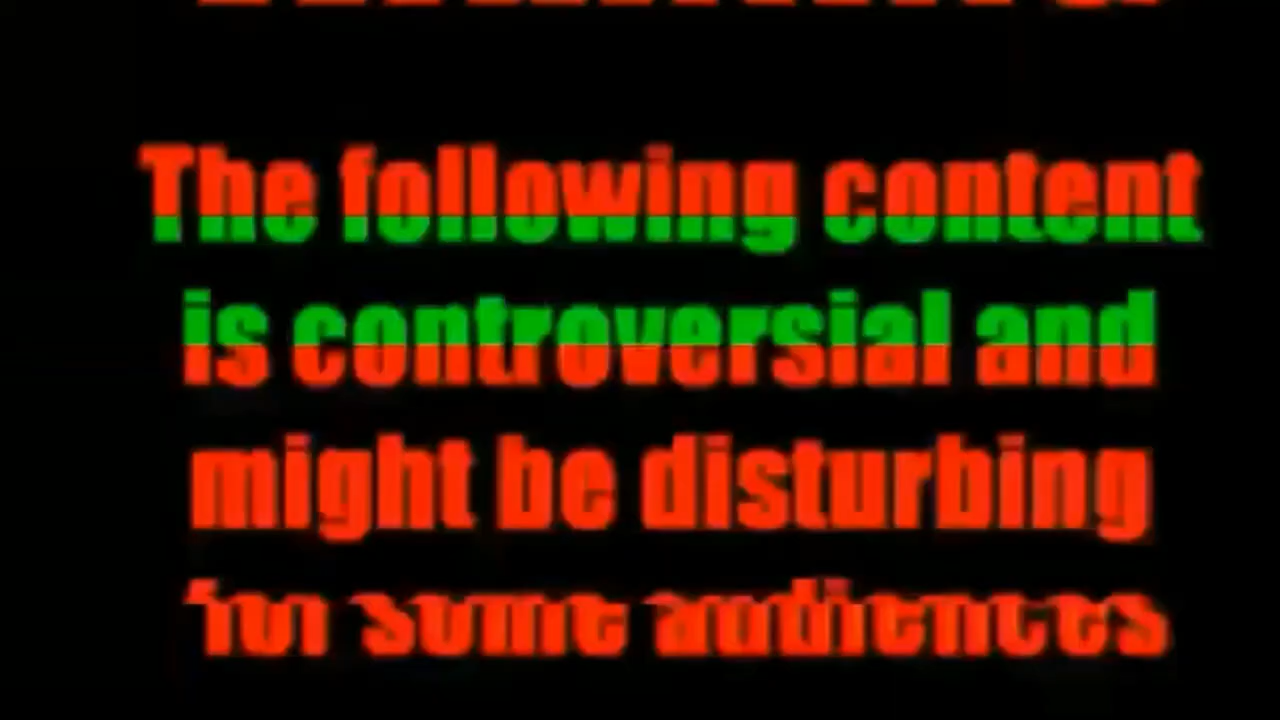 The following content
is controversial and
might be disturbing
for some audiences